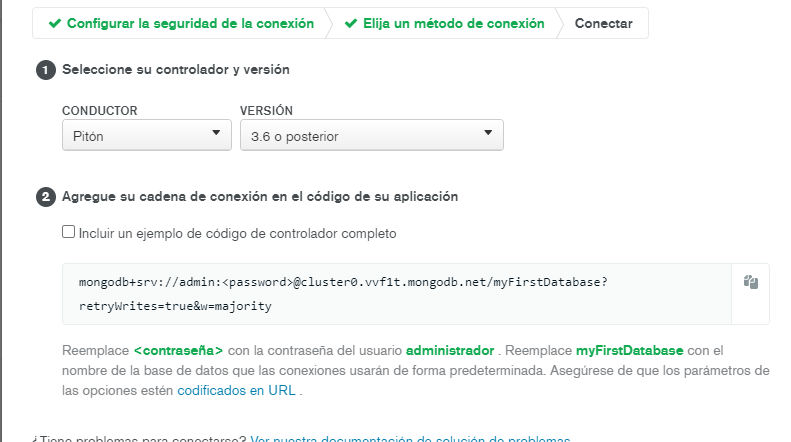 Configurar la seguridad de la conexión
Elija un método de conexión
Conectar
1 Seleccione su controlador y versión
CONDUCTOR
VERSIÓN
Pitón
3.6 o posterior
2 Agregue su cadena de conexión en el código de su aplicación
Incluir un ejemplo de código de controlador completo
mongodb+srv://admin:<password>@cluster0.vvf1t.mongodb.net/myFirstDatabase?
retryWrites=true&w=majority
Reemplace <contraseña> con la contraseña del usuario administrador . Reemplace myFirstDatabase con el
nombre de la base de datos que las conexiones usarán de forma predeterminada. Asegúrese de que los parámetros de
las opciones estén codificados en URL .
¿Tiene problemas para conectarse? Ver nuestra documentación de solución de problemas